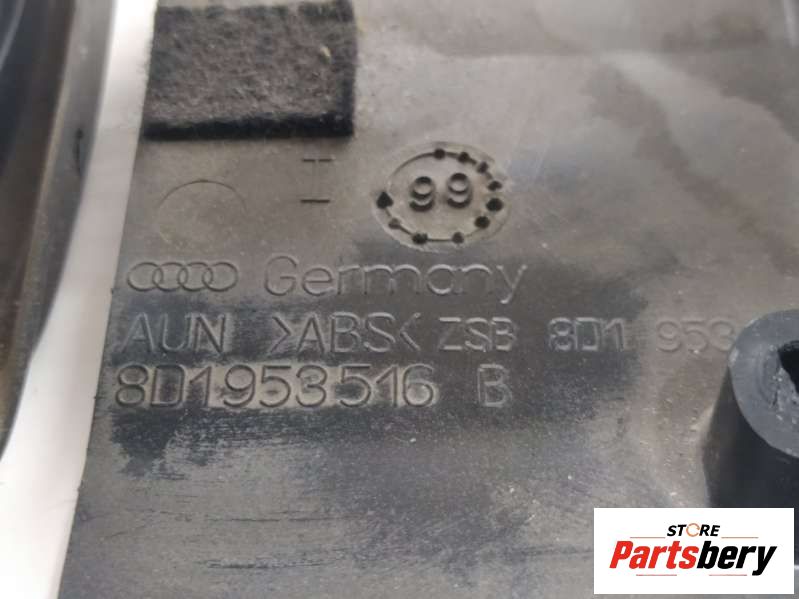 99
Germany
AUN >ABS< ZSB 8D1 953
8D1953516 B
STORE
Partsbery